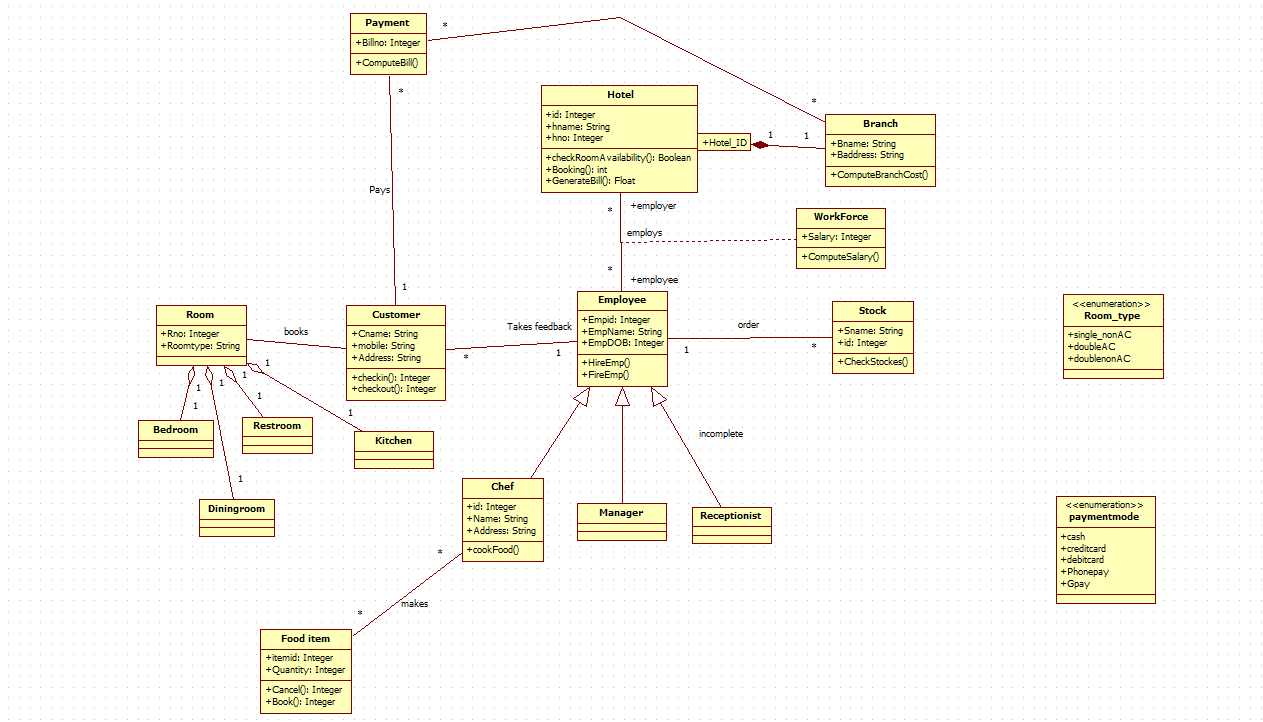 Payment
+Billno: Integer
+ComputeBill()
*
*
*
Hotel
+id: Integer
+hname: String
+hno: Integer
+checkRoomAvailability(): Boolean
+Booking(): int
+GenerateBill(): Float
+Hotel_ID
1
1
Branch
+Bname: String
+Baddress: String
+ComputeBranchCost()
Pays
*
+employer
employs
*
+employee
WorkForce
+Salary: Integer
+ComputeSalary()
1
Room
+Rno: Integer
+Roomtype: String
books
Customer
+Cname: String
+mobile: String
+Address: String
+checkin(): Integer
+checkout(): Integer
Takes feedback
*
1
Employee
+Empid: Integer
+EmpName: String
+EmpDOB: Integer
+HireEmp()
+FireEmp()
order
1
*
Stock
+Sname: String
+id: Integer
+CheckStockes()
<<enumeration>>
Room_type
+single_nonAC
+doubleAC
+doublenonAC
1
1
1
1
1
1
1
1
Bedroom
Restroom
Kitchen
Diningroom
incomplete
Chef
+id: Integer
+Name: String
+Address: String
+cookFood()
Manager
Receptionist
<<enumeration>>
paymentmode
+cash
+creditcard
+debitcard
+Phonepay
+Gpay
*
makes
*
Food item
+itemid: Integer
+Quantity: Integer
+Cancel(): Integer
+Book(): Integer